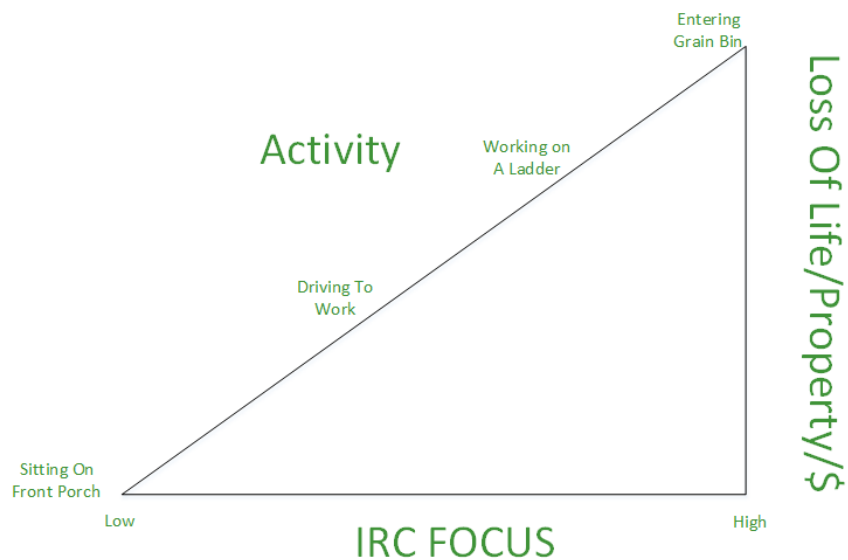 Entering
Grain Bin
Loss Of Life/Property/$
Activity
Working on
A Ladder
Driving To
Work
Sitting On
Front Porch
Low
High
IRC FOCUS